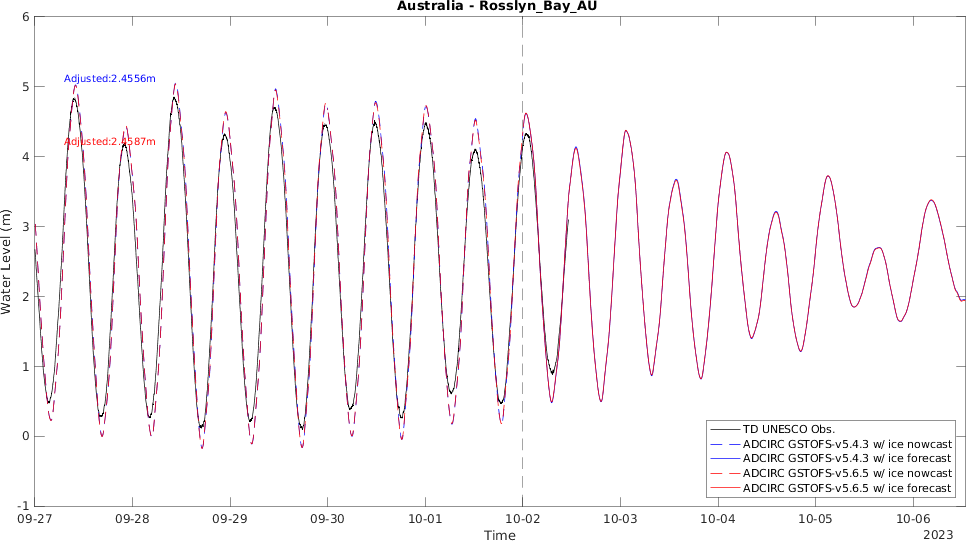 Australia - Rosslyn_Bay_AU
6
5
4
3
2
1
0
-1
Water Level (m)
Adjusted:2.4556m
Adjusted:2.4587m
TD UNESCO Obs.
ADCIRC GSTOFS-v5.4.3 w/ ice nowcast
ADCIRC GSTOFS-v5.4.3 w/ ice forecast
ADCIRC GSTOFS-v5.6.5 w/ ice nowcast
ADCIRC GSTOFS-v5.6.5 w/ ice forecast
09-27 09-28 09-29 09-30 10-01 10-02 10-03 10-04 10-05 10-06
Time
2023